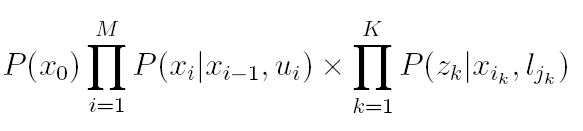 P(x_0) \prod_{i=1}^{M} P(x_i|x_{i-1}, u_i) \times \prod_{k=1}^{K} P(z_k|x_{i_k}, l_{j_k})